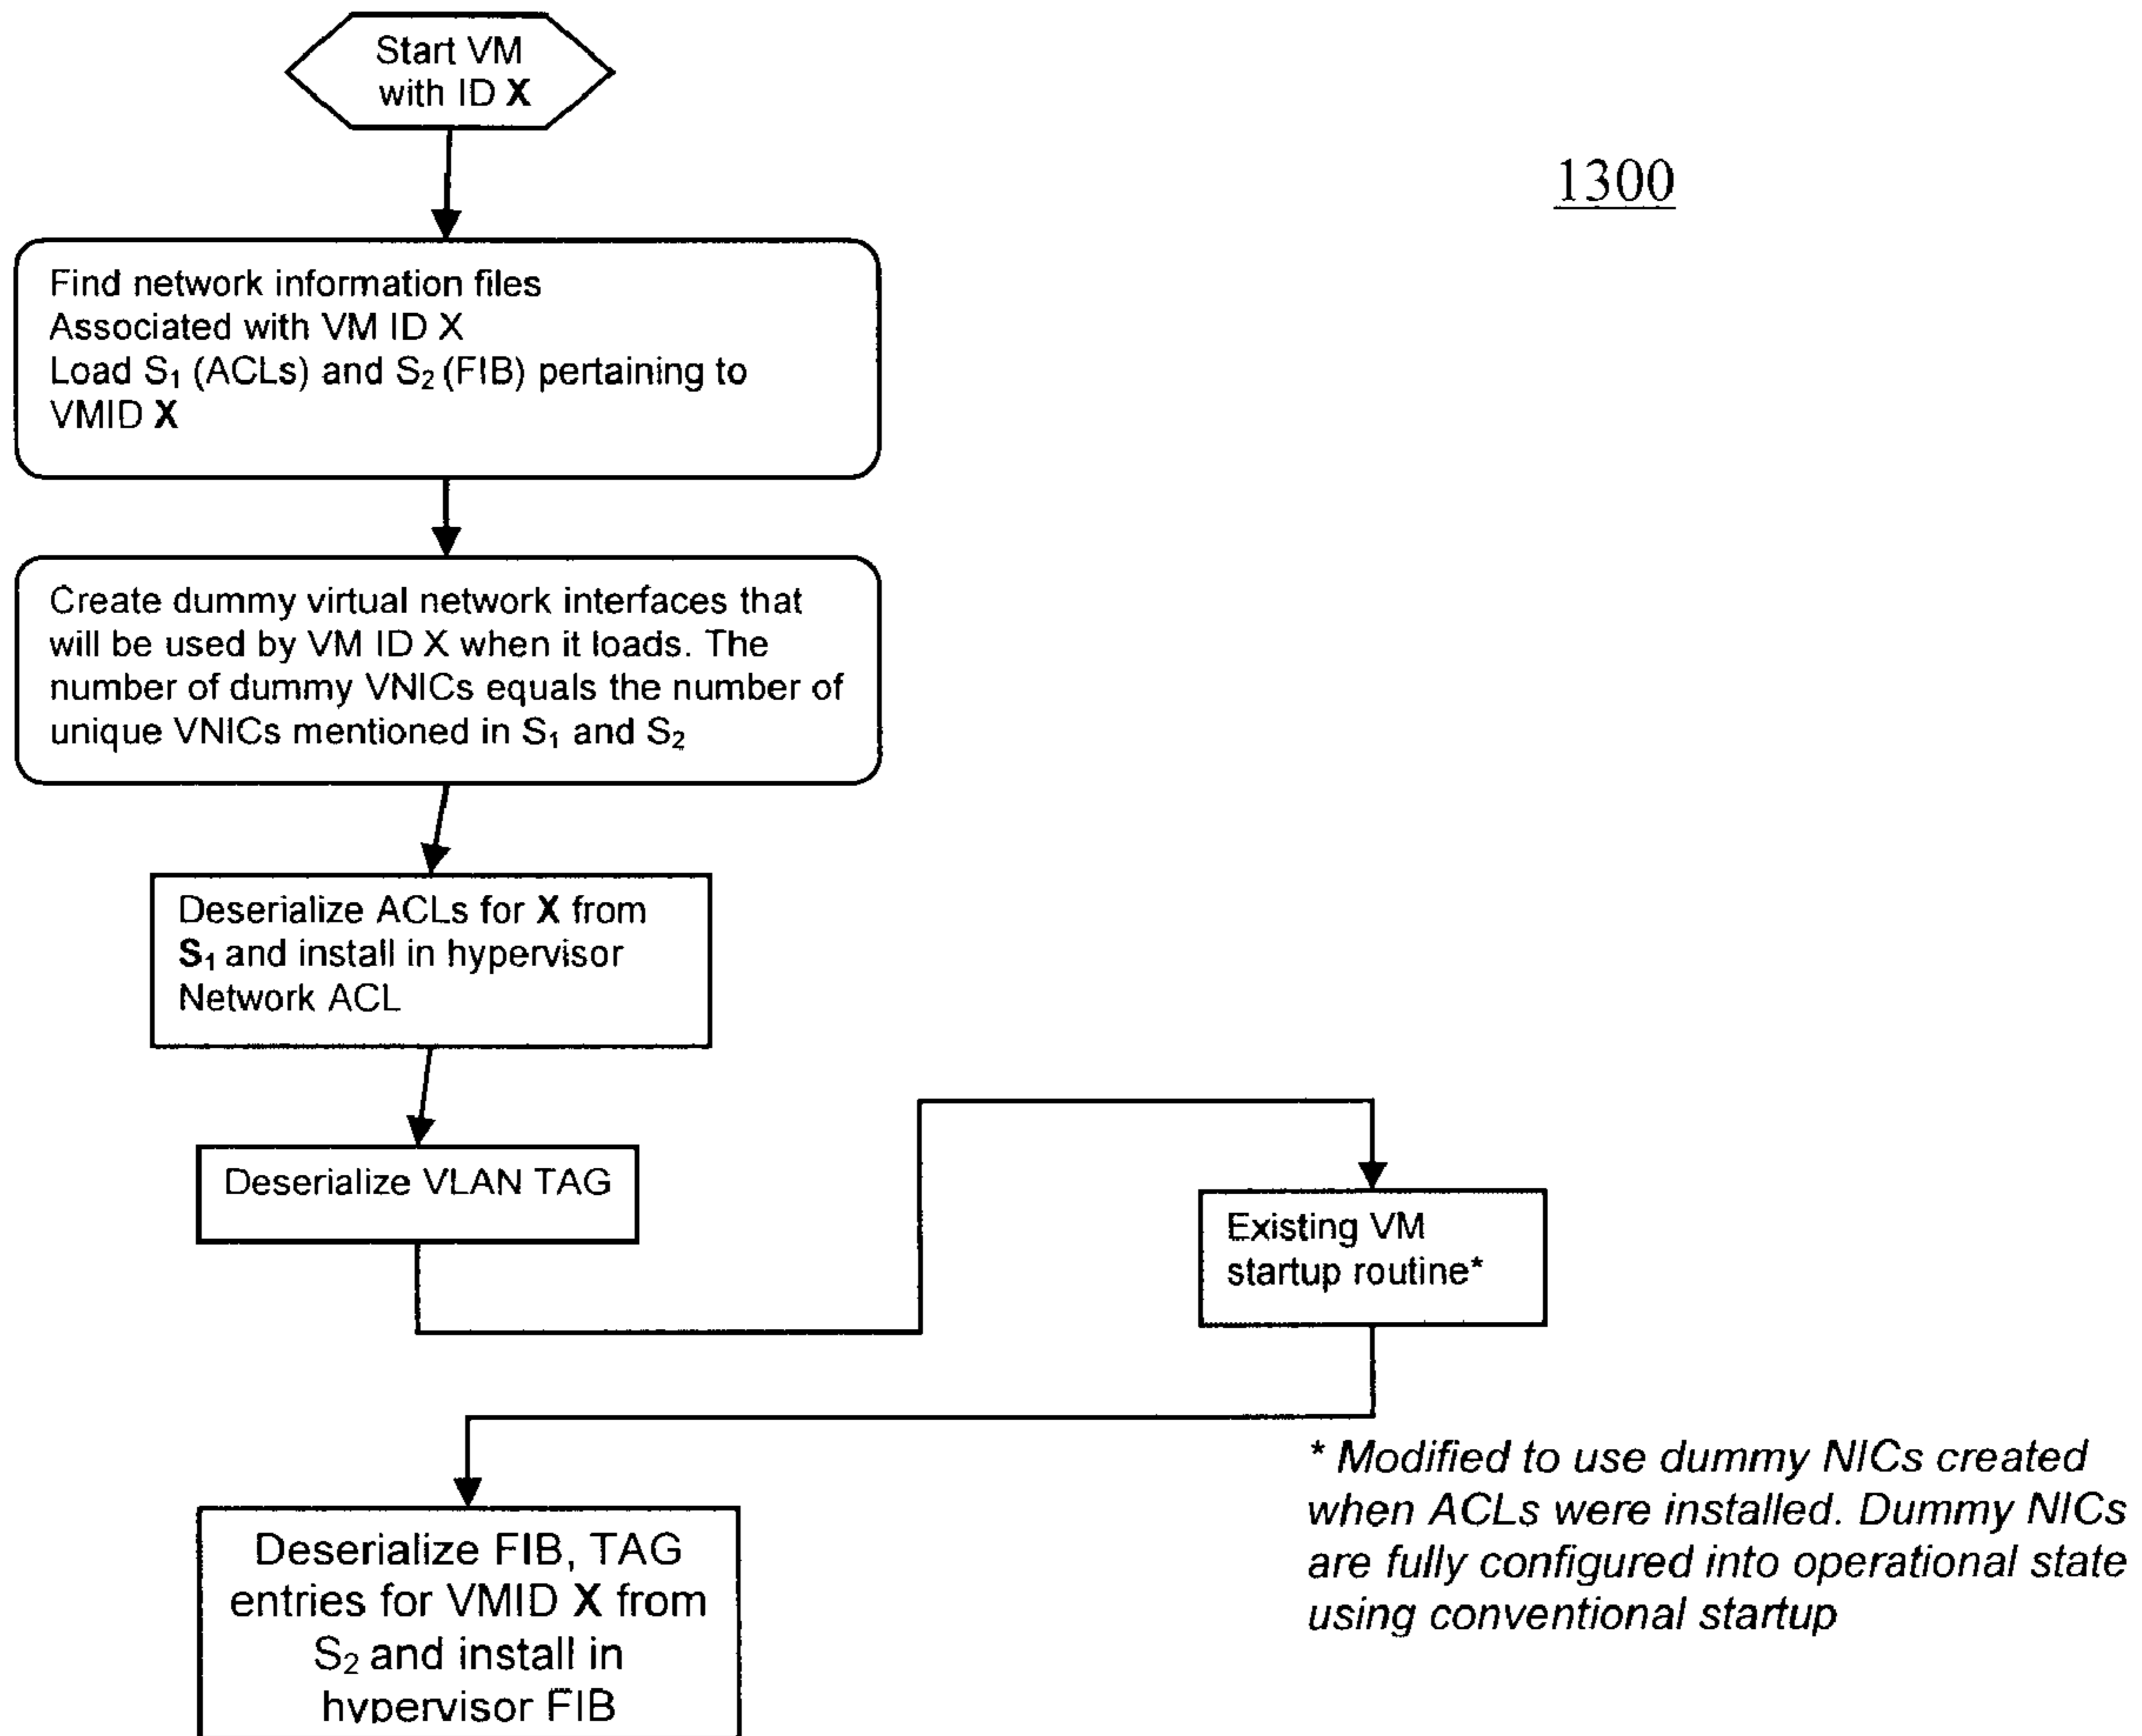 Start VM
with ID X
1300
Find network information files
Associated with VM ID X
Load S₁ (ACLs) and S₂ (FIB) pertaining to
VMID X
Create dummy virtual network interfaces that
will be used by VM ID X when it loads. The
number of dummy VNICs equals the number of
unique VNICs mentioned in S₁ and S₂
Deserialize ACLs for X from
S₁ and install in hypervisor
Network ACL
Deserialize VLAN TAG
Existing VM
startup routine*
* Modified to use dummy NICs created
when ACLs were installed. Dummy NICs
are fully configured into operational state
using conventional startup
Deserialize FIB, TAG
entries for VMID X from
S₂ and install in
hypervisor FIB